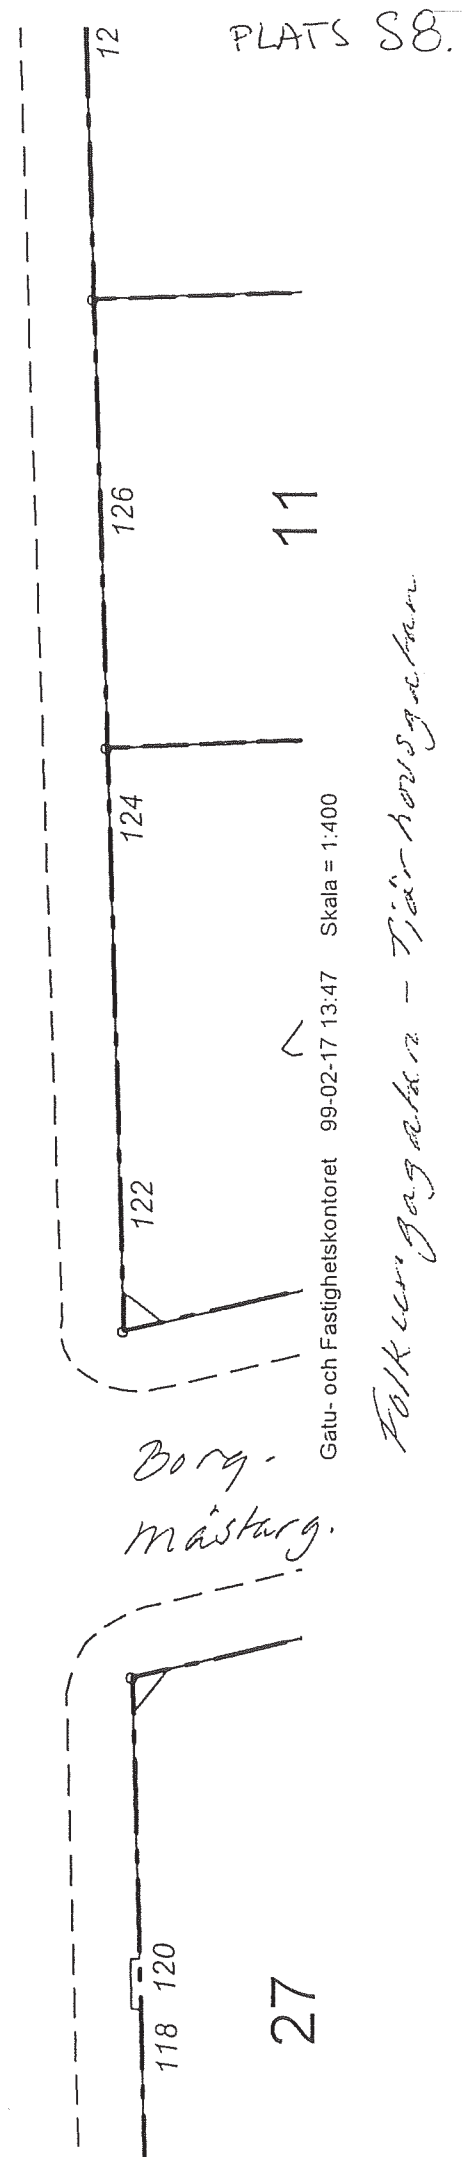 PLATS S8.
12
126
11
124
122
Gatu- och Fastighetskontoret 99-02-17 13:47 Skala = 1:400
Folkungagatan - Tjärhovsgatan
Borg-
mästarg.
120
118
27